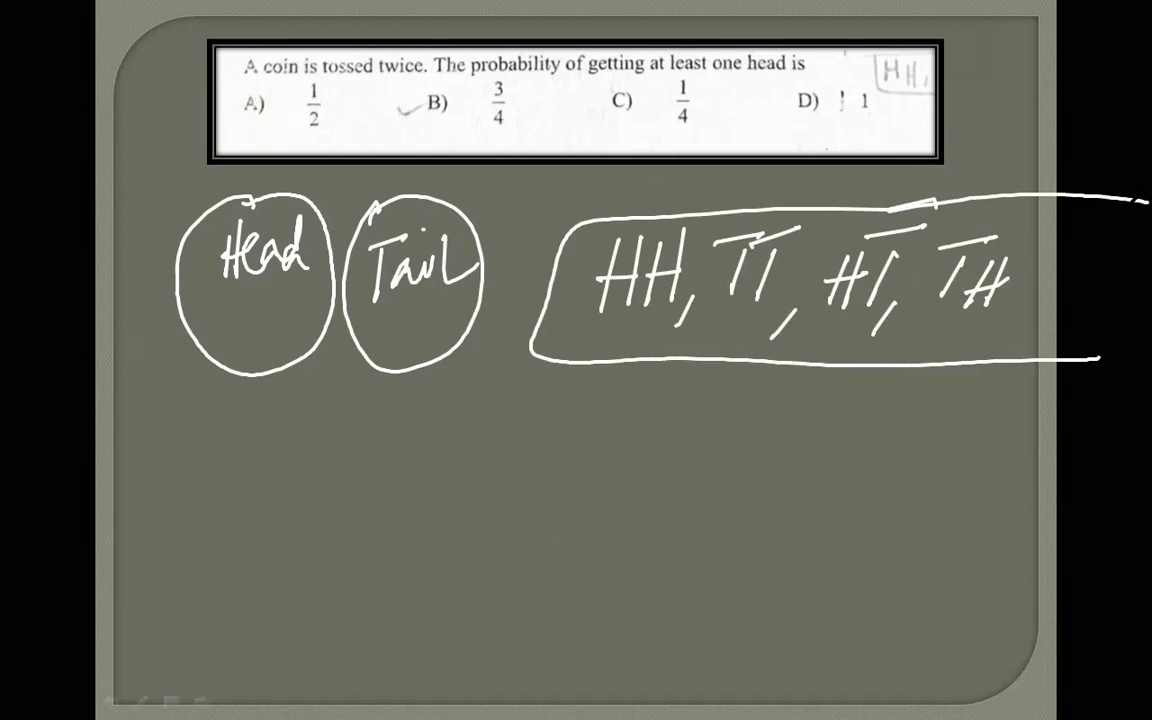 A coin is tossed twice. The probability of getting at least one head is HH,
A) 1/2 B) 3/4 C) 1/4 D) 1
Head Tail HH, TT, HT, TH